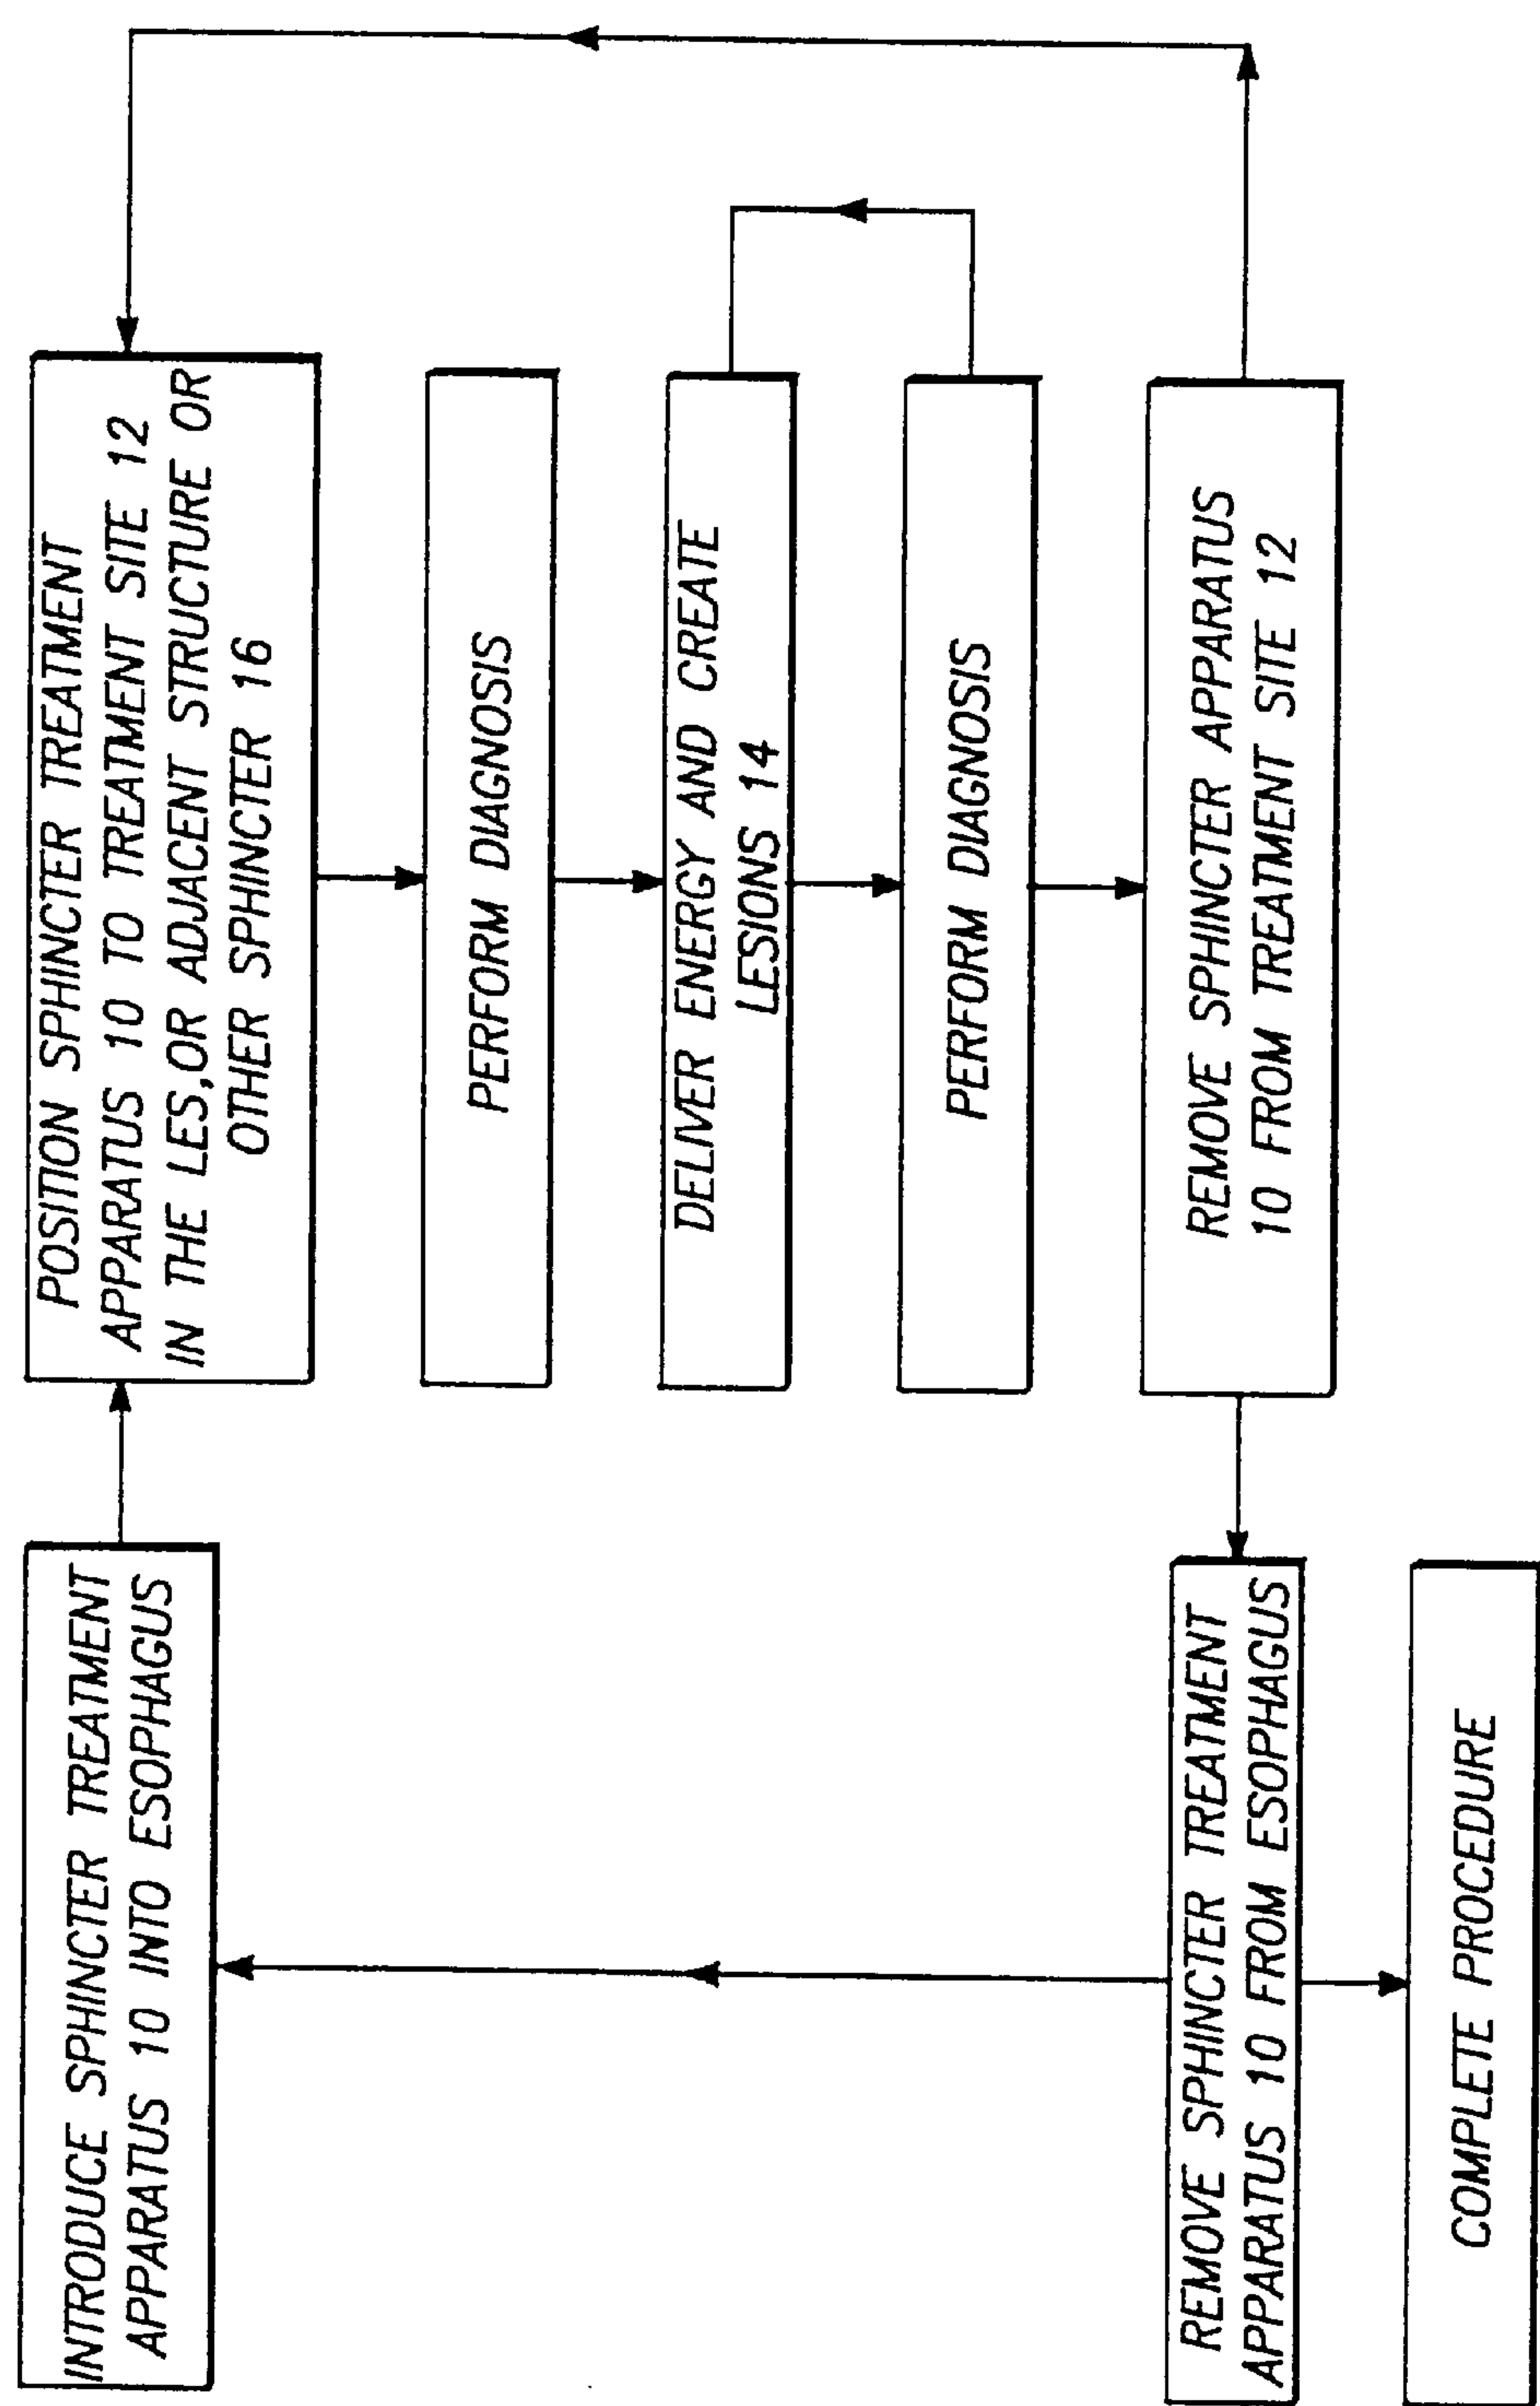 INTRODUCE SPHINCTER TREATMENT
APPARATUS 10 INTO ESOPHAGUS
POSITION SPHINCTER TREATMENT
APPARATUS 10 TO TREATMENT SITE 12
IN THE LES,OR ADJACENT STRUCTURE OR
OTHER SPHINCTER 16
PERFORM DIAGNOSIS
DELIVER ENERGY AND CREATE
LESIONS 14
PERFORM DIAGNOSIS
REMOVE SPHINCTER APPARATUS
10 FROM TREATMENT SITE 12
REMOVE SPHINCTER TREATMENT
APPARATUS 10 FROM ESOPHAGUS
COMPLETE PROCEDURE